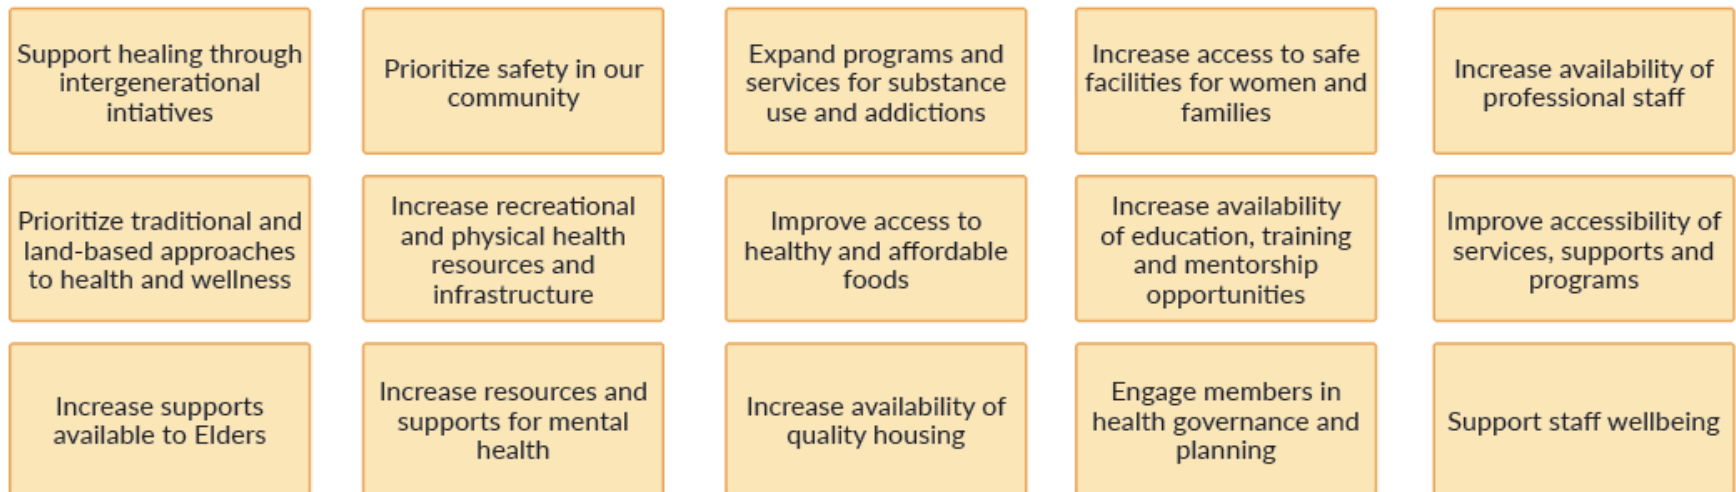 Support healing through
intergenerational
intiatives
Prioritize safety in our
community
Expand programs and
services for substance
use and addictions
Increase access to safe
facilities for women and
families
Increase availability of
professional staff
Prioritize traditional and
land-based approaches
to health and wellness
Increase recreational
and physical health
resources and
infrastructure
Improve access to
healthy and affordable
foods
Increase availability
of education, training
and mentorship
opportunities
Improve accessibility of
services, supports and
programs
Increase supports
available to Elders
Increase resources and
supports for mental
health
Increase availability of
quality housing
Engage members in
health governance and
planning
Support staff wellbeing